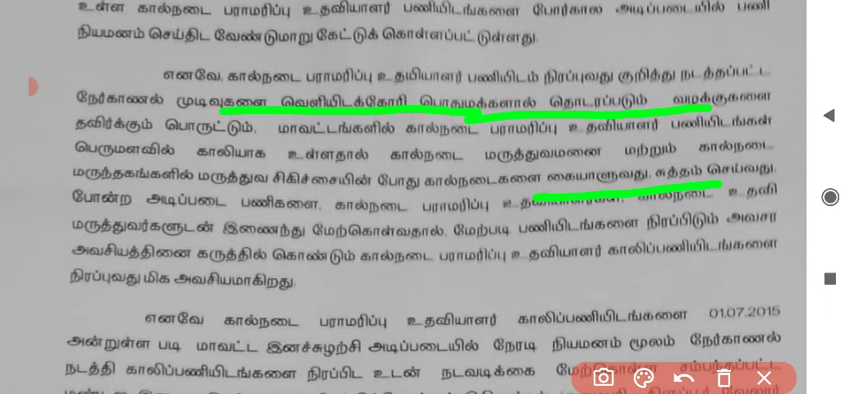 உள்ள கால்நடை பராமரிப்பு உதவியாளர் பணியிடங்களை போர்கால அடிப்படையில் பணி
நியமனம் செய்திட வேண்டுமாறு கேட்டுக் கொள்ளப்பட்டுள்ளது.
எனவே, கால்நடை பராமரிப்பு உதயியாளர் பணியிடம் நிரப்புவது குறித்து நடத்தப்பட்ட
நேர்காணல் முடிவுகளை வெளியிடக்கோரி பொதுமக்களால் தொடரப்படும் வழக்குகளை
தவிர்க்கும் பொருட்டும், மாவட்டங்களில் கால்நடை பராமரிப்பு உதவியாளர் பணியிடங்கள்
பெருமளவில் காலியாக உள்ளதால் கால்நடை மருத்துவமனை மற்றும் கால்நடை
மருந்தகங்களில் மருத்துவ சிகிச்சையின் போது கால்நடைகளை கையாளுவது, சுத்தம் செய்வது,
போன்ற அடிப்படை பணிகளை, கால்நடை பராமரிப்பு கால்நடை உதவி
மருத்துவர்களுடன் இணைந்து மேற்கொள்வதால், மேற்படி பணியிடங்களை நிரப்பிடும் அவசர
அவசியத்தினை கருத்தில் கொண்டும் கால்நடை பராமரிப்பு உதவியாளர் காலிப்பணியிடங்களை
நிரப்புவது மிக அவசியமாகிறது.
எனவே கால்நடை பராமரிப்பு உதவியாளர் காலிப்பணியிடங்களை 01.07.2015
அன்றுள்ள படி மாவட்ட இனச்சுழற்சி அடிப்படையில் நேரடி நியமனம் மூலம் நேர்காணல்
நடத்தி காலிப்பணியிடங்களை நிரப்பிட உடன் நடவடிக்கை மேற்கொள்ள சம்பந்தப்பட்ட